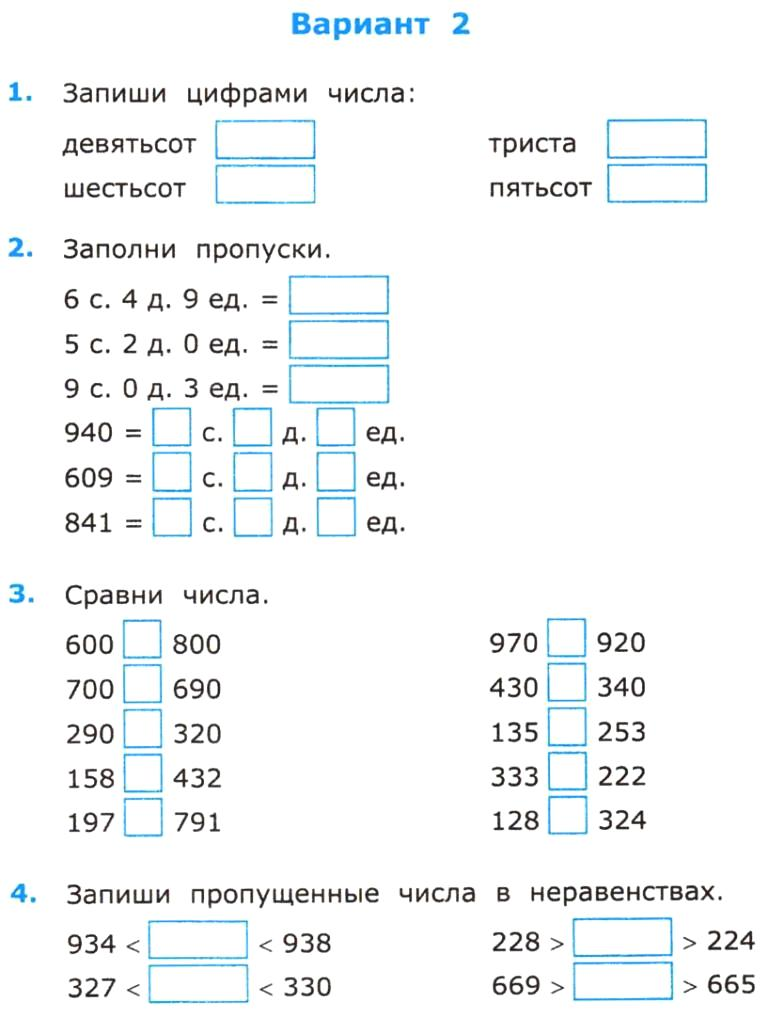 Вариант 2
1. Запиши цифрами числа:
девятьсот триста
шестьсот пятьсот
2. Заполни пропуски.
6 с. 4 д. 9 ед. =
5 с. 2 д. 0 ед. =
9 с. 0 д. 3 ед. =
940 = с. д. ед.
609 = с. д. ед.
841 = с. д. ед.
3. Сравни числа.
600 800 970 920
700 690 430 340
290 320 135 253
158 432 333 222
197 791 128 324
4. Запиши пропущенные числа в неравенствах.
934 < < 938 228 > > 224
327 < < 330 669 > > 665